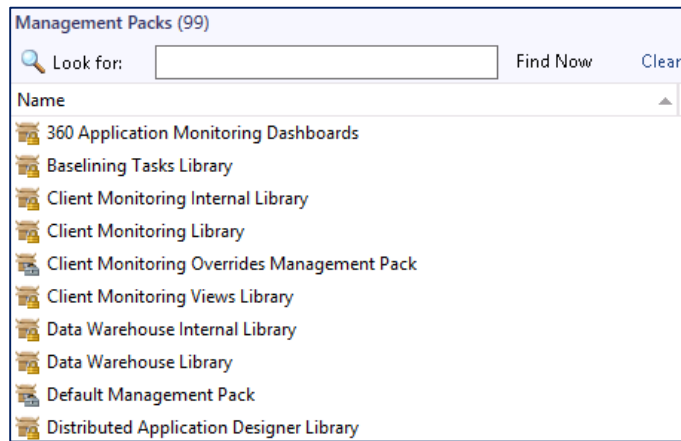 Management Packs (99)
Look for: Find Now Clear
Name
360 Application Monitoring Dashboards
Baselining Tasks Library
Client Monitoring Internal Library
Client Monitoring Library
Client Monitoring Overrides Management Pack
Client Monitoring Views Library
Data Warehouse Internal Library
Data Warehouse Library
Default Management Pack
Distributed Application Designer Library